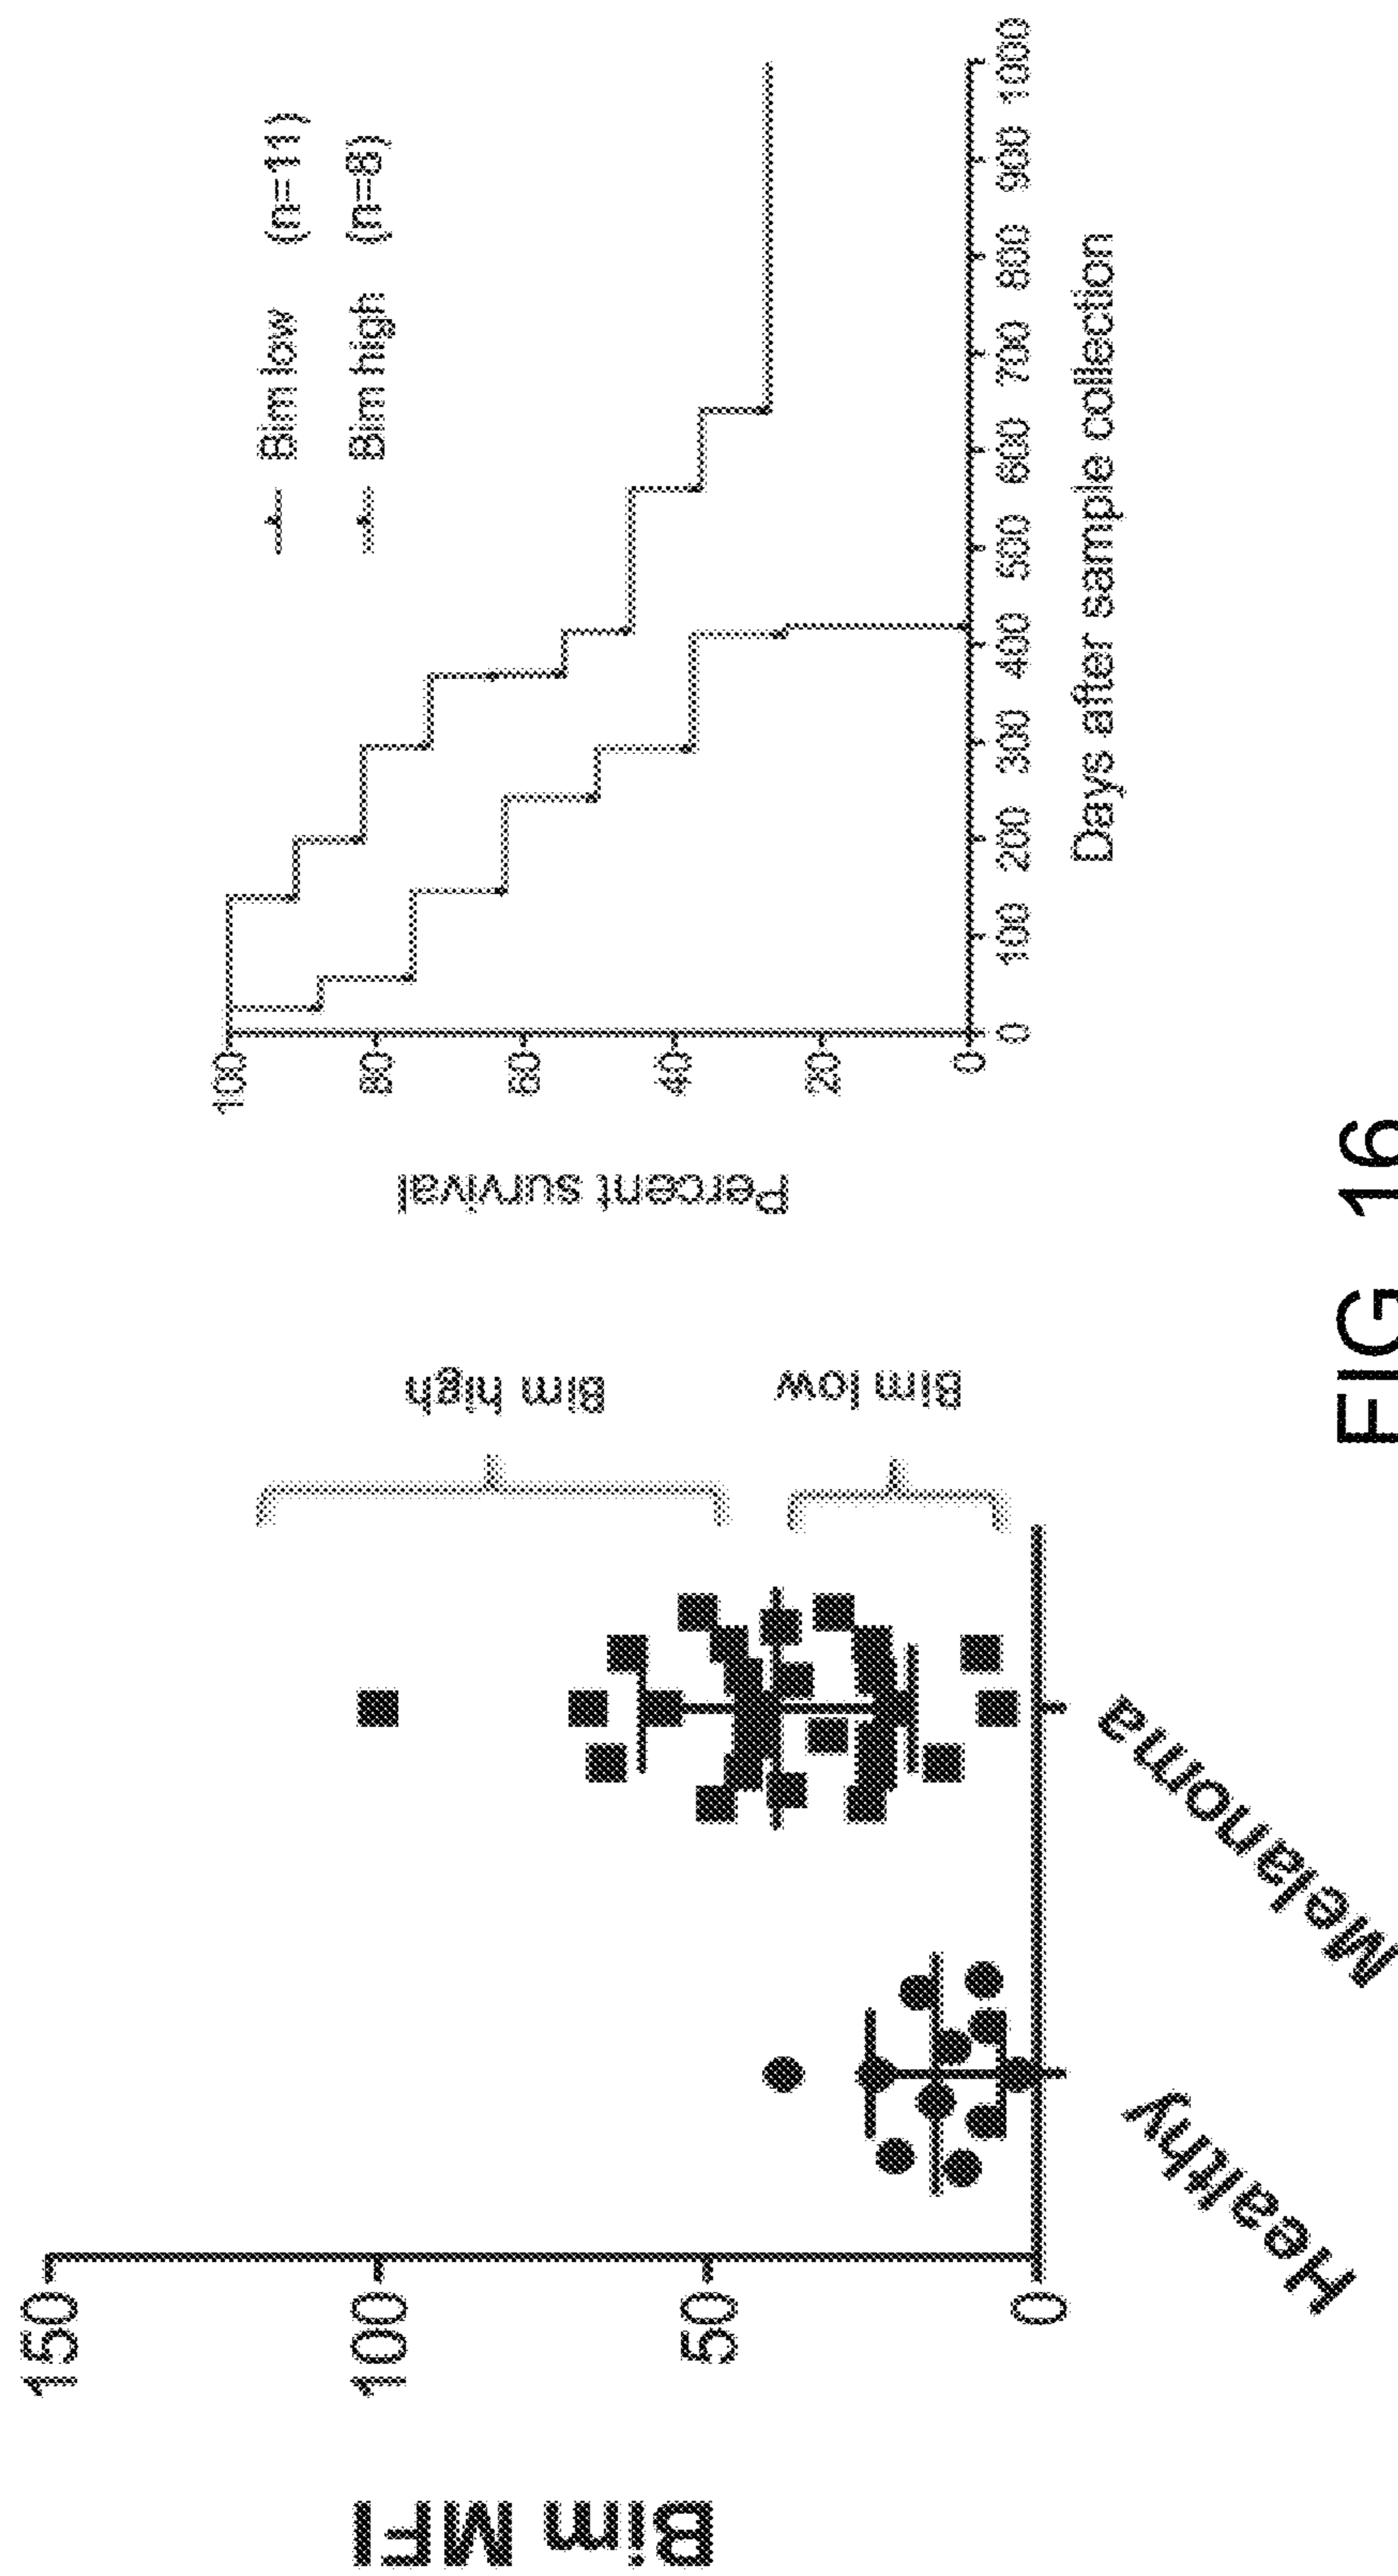 Bim MFI
150
100
50
0
Healthy
Melanoma
Bim high
Bim low
Percent survival
100
80
60
40
20
0
0 100 200 300 400 500 600 700 800 900 1000
Days after sample collection
Bim low (n=11)
Bim high (n=8)
FIG. 16